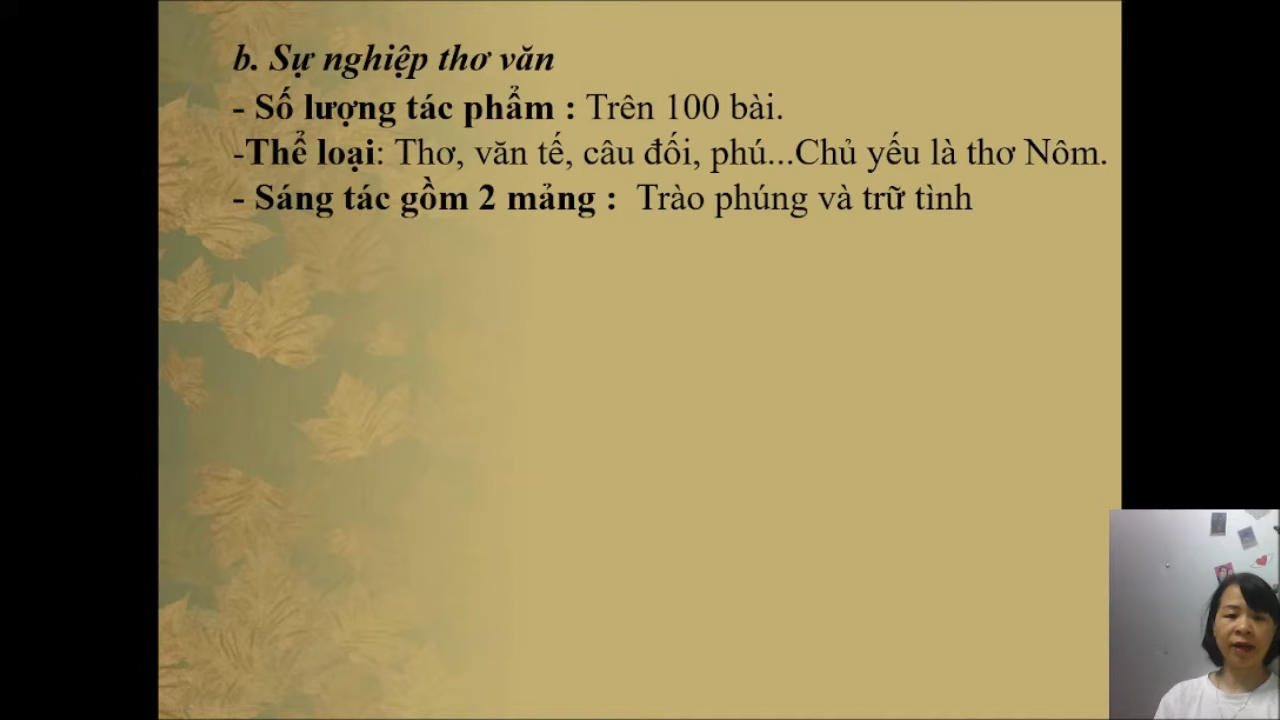 b. Sự nghiệp thơ văn
- Số lượng tác phẩm : Trên 100 bài.
-Thể loại: Thơ, văn tế, câu đối, phú...Chủ yếu là thơ Nôm.
- Sáng tác gồm 2 mảng :  Trào phúng và trữ tình